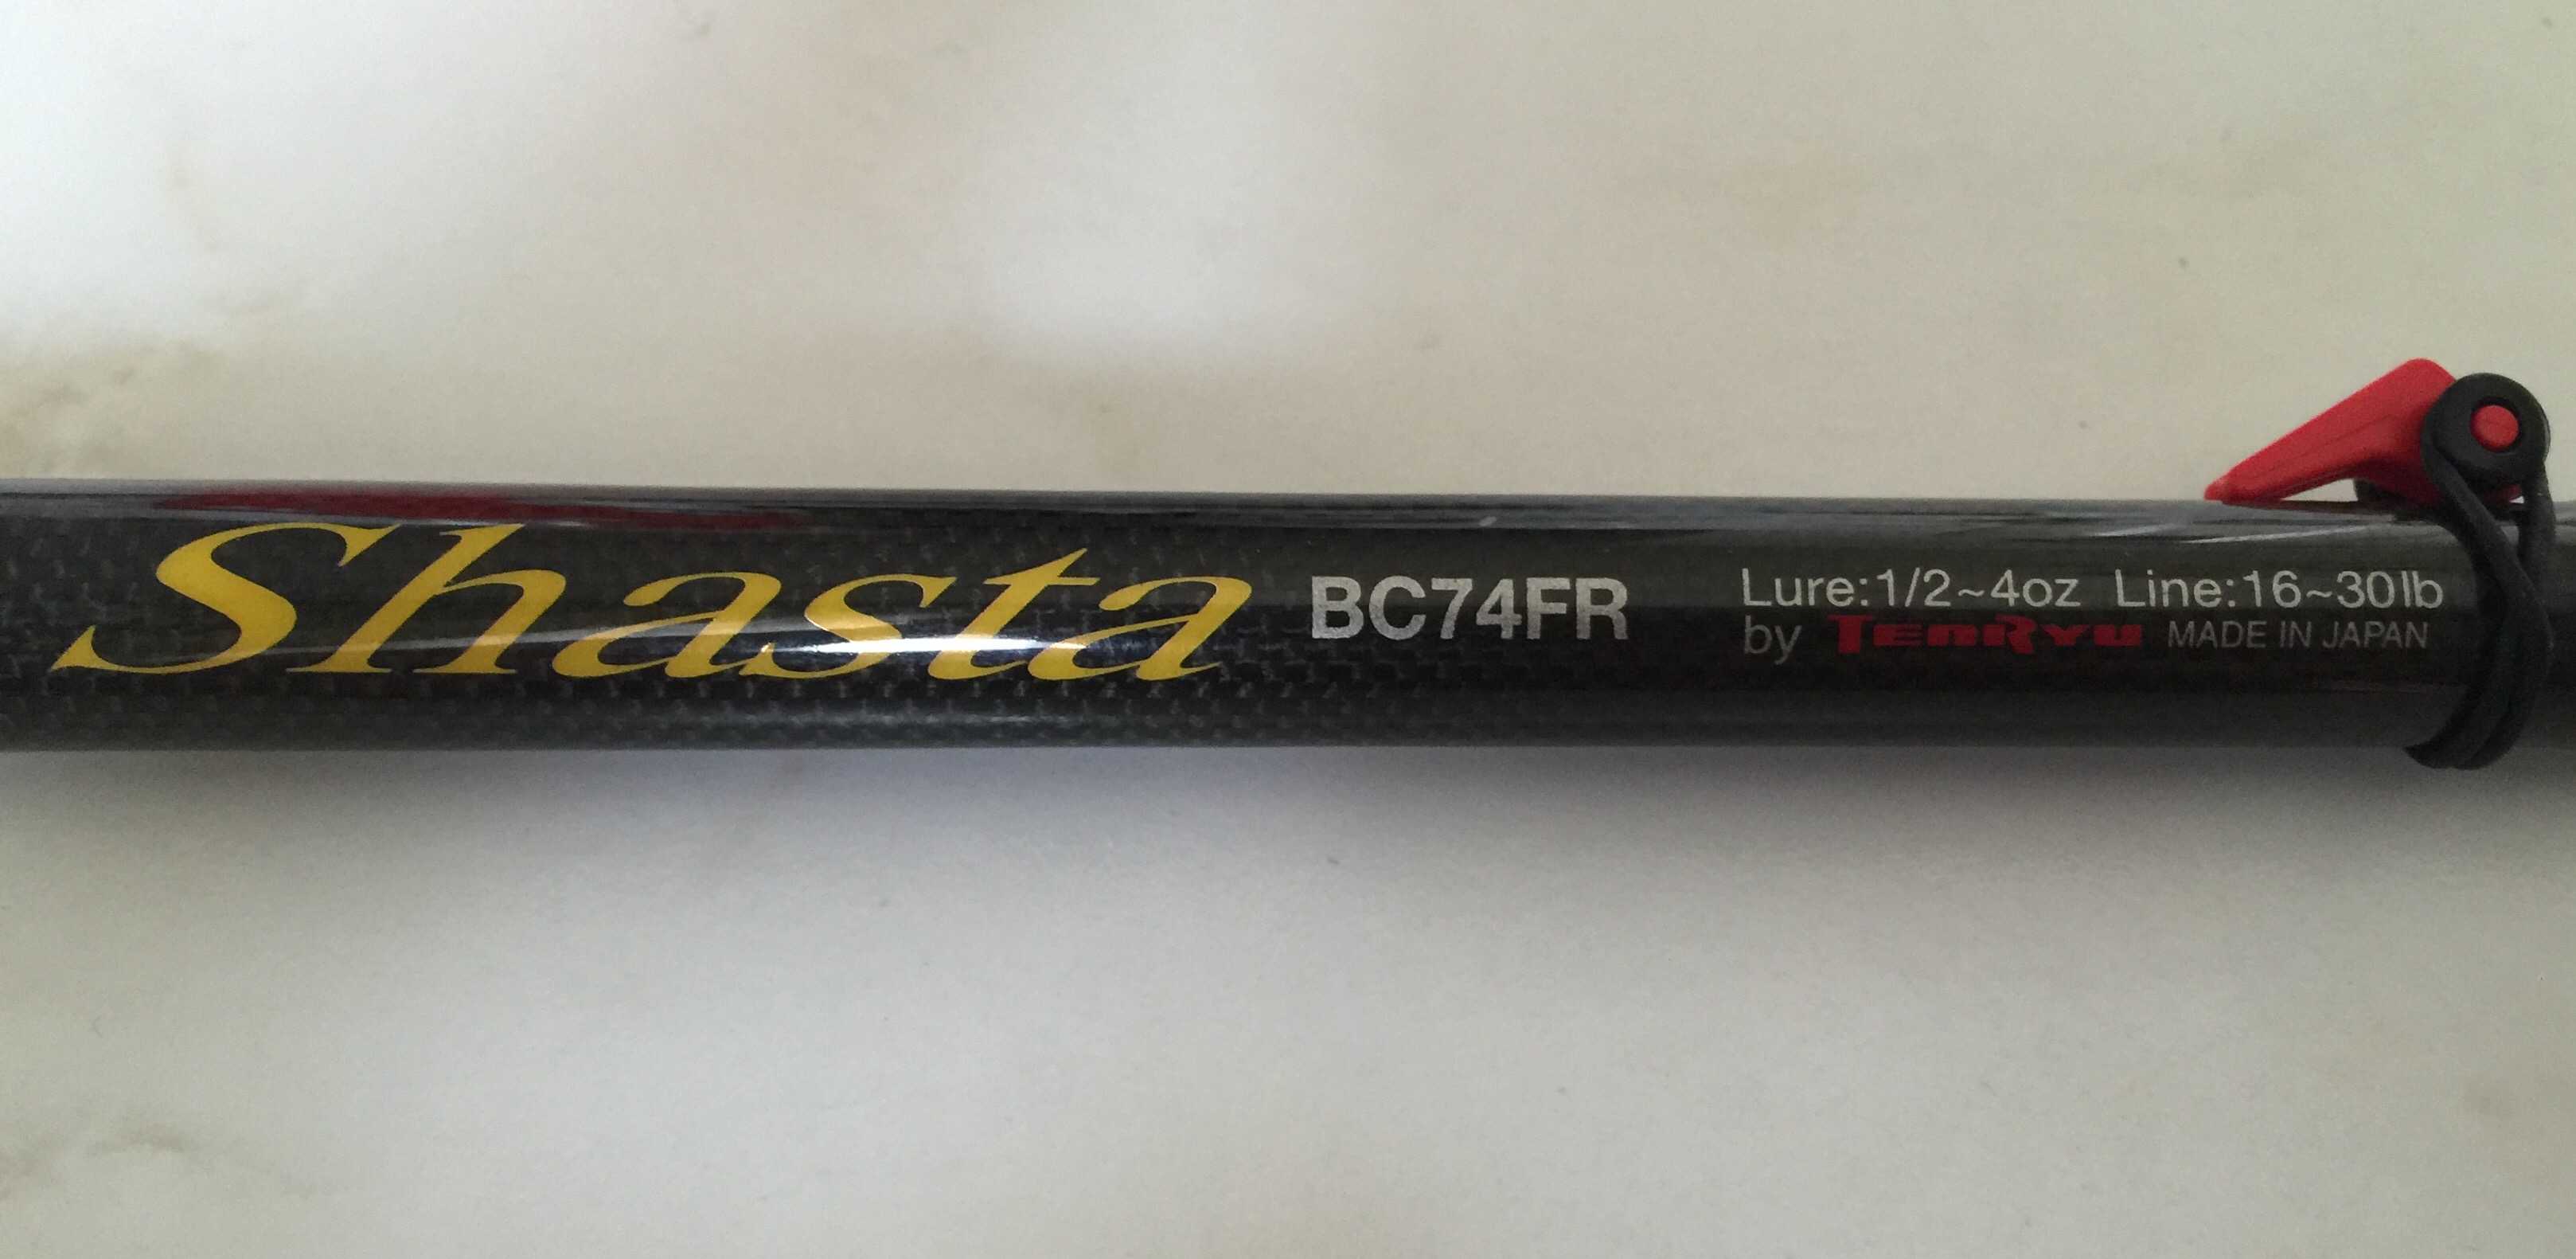 Shasta BC74FR
Lure:1/2~4oz Line:16~30lb
by TENRYU MADE IN JAPAN